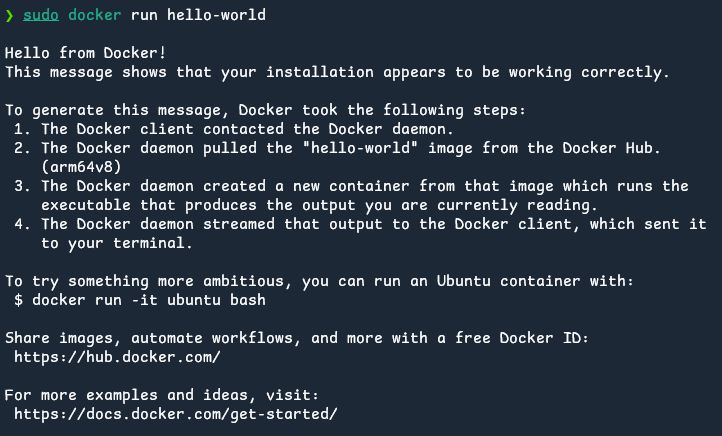 ❯ sudo docker run hello-world
Hello from Docker!
This message shows that your installation appears to be working correctly.
To generate this message, Docker took the following steps:
1. The Docker client contacted the Docker daemon.
2. The Docker daemon pulled the "hello-world" image from the Docker Hub.
(arm64v8)
3. The Docker daemon created a new container from that image which runs the
executable that produces the output you are currently reading.
4. The Docker daemon streamed that output to the Docker client, which sent it
to your terminal.
To try something more ambitious, you can run an Ubuntu container with:
$ docker run -it ubuntu bash
Share images, automate workflows, and more with a free Docker ID:
https://hub.docker.com/
For more examples and ideas, visit:
https://docs.docker.com/get-started/